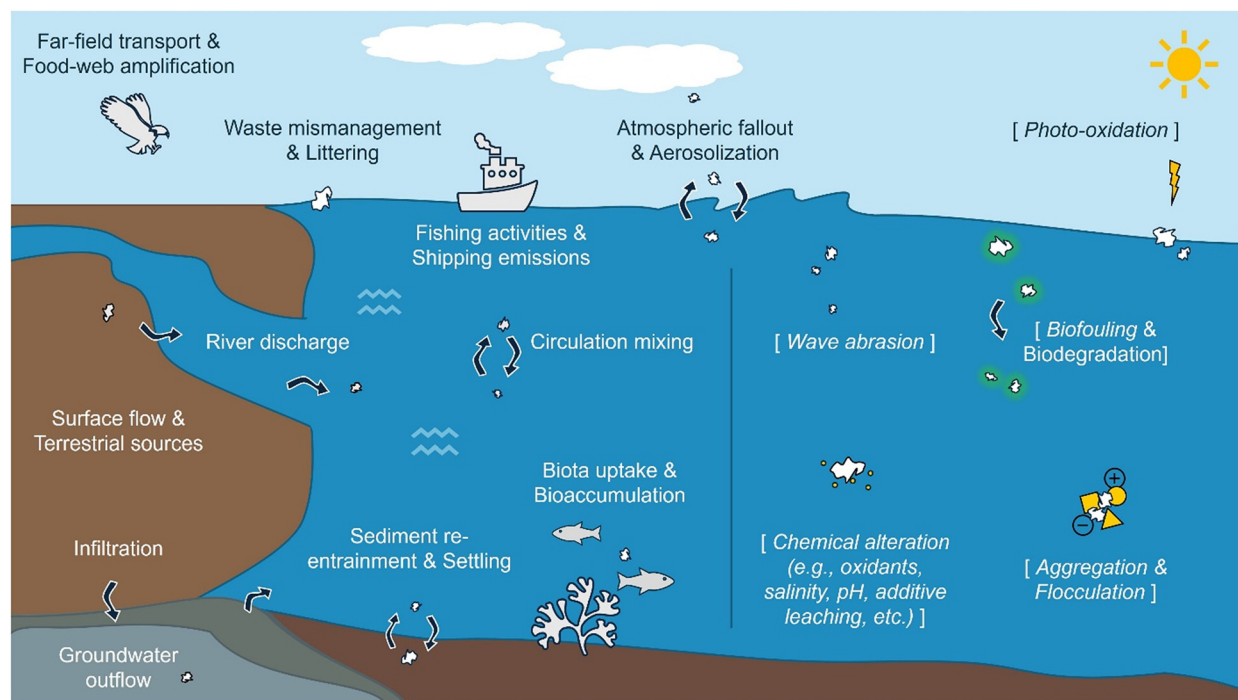 Far-field transport &
Food-web amplification
Waste mismanagement
& Littering
Atmospheric fallout
& Aerosolization
[ Photo-oxidation ]
Fishing activities &
Shipping emissions
River discharge
Circulation mixing
[ Wave abrasion ]
[ Biofouling &
Biodegradation]
Surface flow &
Terrestrial sources
Biota uptake &
Bioaccumulation
Infiltration
Sediment re-
entrainment & Settling
[ Chemical alteration
(e.g., oxidants,
salinity, pH, additive
leaching, etc.) ]
+
−
[ Aggregation &
Flocculation ]
Groundwater
outflow